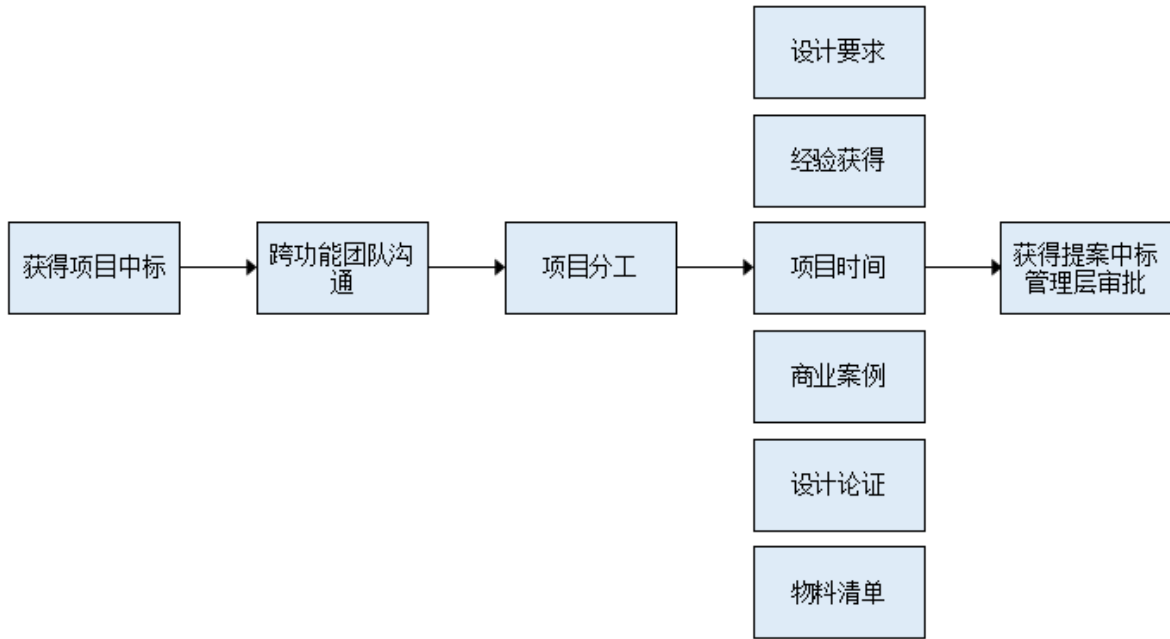 设计要求
经验获得
获得项目中标
跨功能团队沟
通
项目分工
项目时间
获得提案中标
管理层审批
商业案例
设计论证
物料清单